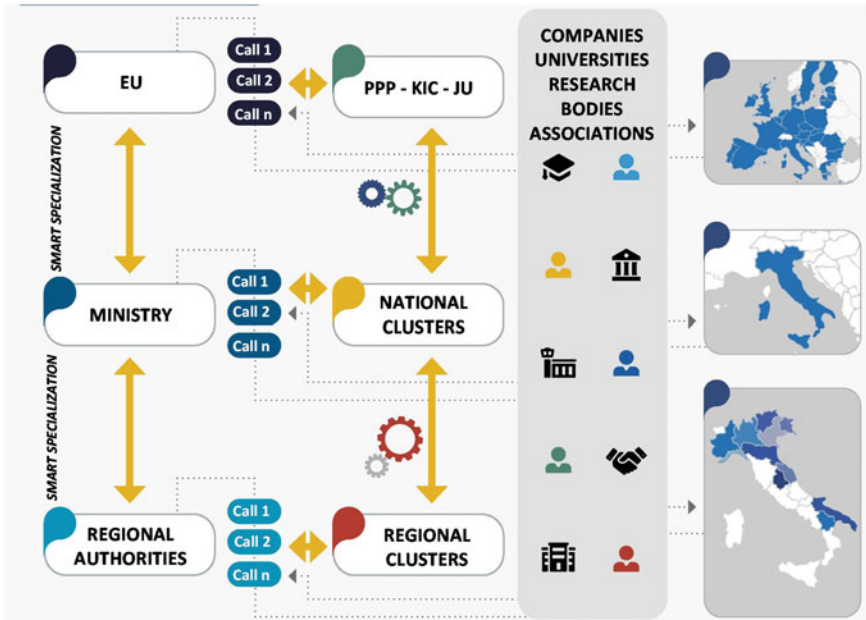 EU
Call 1
Call 2
Call n
PPP - KIC - JU
COMPANIES
UNIVERSITIES
RESEARCH
BODIES
ASSOCIATIONS
SMART SPECIALIZATION
MINISTRY
Call 1
Call 2
Call n
NATIONAL
CLUSTERS
SMART SPECIALIZATION
REGIONAL
AUTHORITIES
Call 1
Call 2
Call n
REGIONAL
CLUSTERS